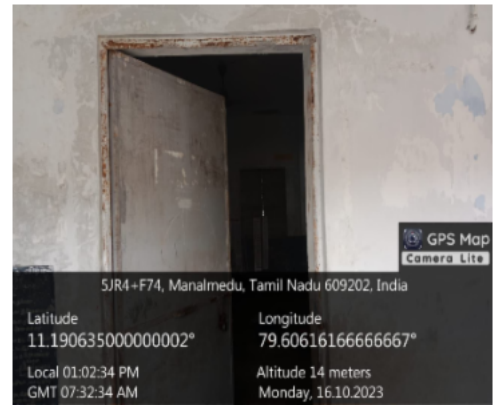 GPS Map
Camera Lite
5JR4+F74, Manalmedu, Tamil Nadu 609202, India
Latitude
11.190635000000002°
Longitude
79.60616166666667°
Local 01:02:34 PM
GMT 07:32:34 AM
Altitude 14 meters
Monday, 16.10.2023